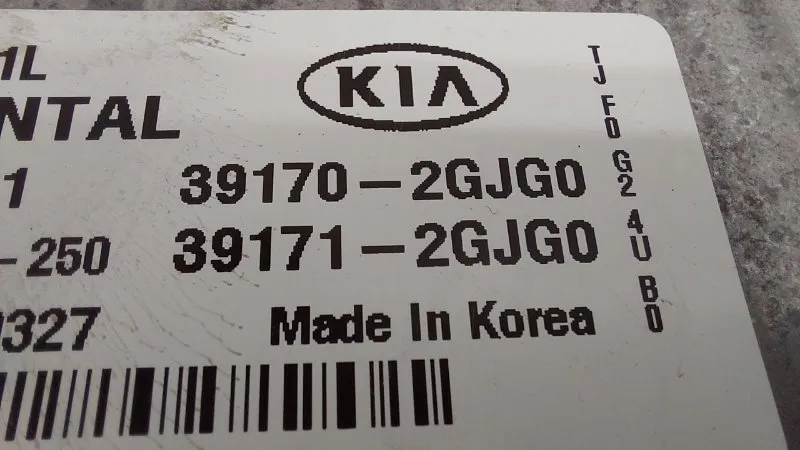 1L
KIA
NTAL
1
39170-2GJG0
-250
39171-2GJG0
327
Made In Korea
TJ F0 G2 4U B0